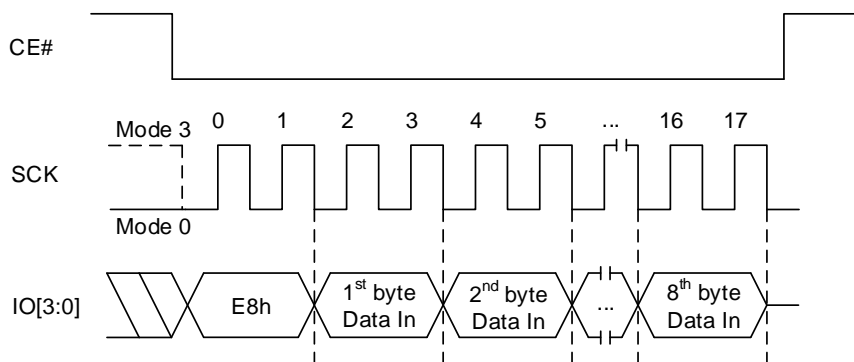 CE#
Mode 3 0 1 2 3 4 5 ... 16 17
SCK
Mode 0
IO[3:0] E8h 1st byte Data In 2nd byte Data In ... 8th byte Data In